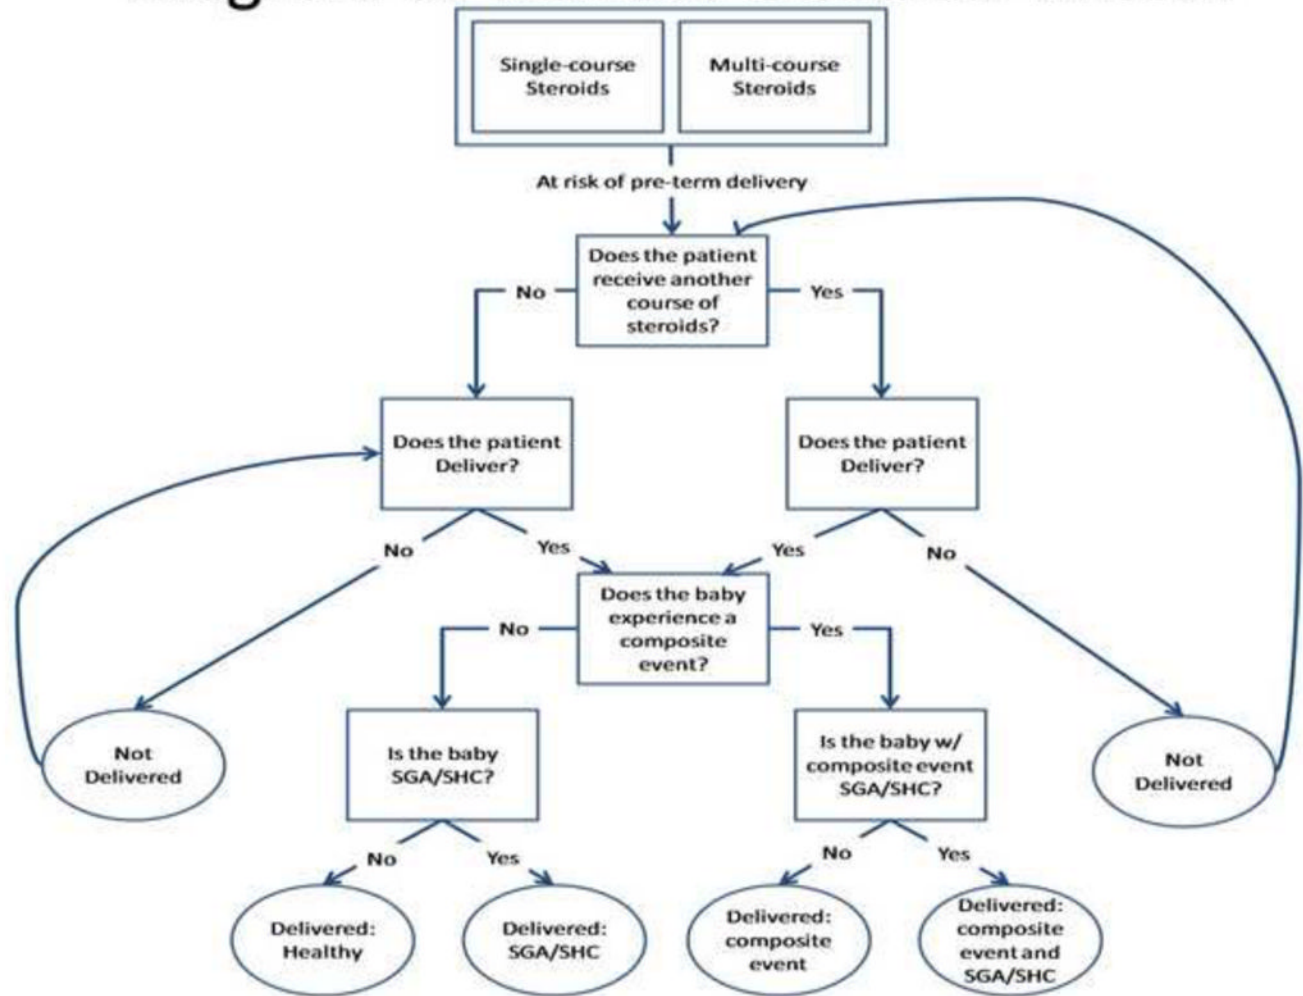 Single-course
Steroids
Multi-course
Steroids
At risk of pre-term delivery
Does the patient
receive another
course of
steroids?
No
Yes
Does the patient
Deliver?
Does the patient
Deliver?
No
Yes
Yes
No
Does the baby
experience a
composite
event?
No
Yes
Not
Delivered
Is the baby
SGA/SHC?
Is the baby w/
composite event
SGA/SHC?
Not
Delivered
No
Yes
No
Yes
Delivered:
Healthy
Delivered:
SGA/SHC
Delivered:
composite
event
Delivered:
composite
event and
SGA/SHC